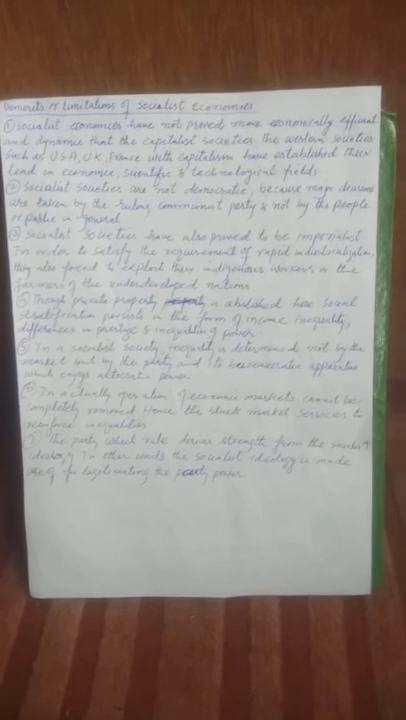 Demerits or limitations of Socialist economies
① Socialist economies have not proved more economically efficient
and dynamic that the capitalist societies The western societies
such as U.S.A, U.K, France with capitalism have established their
lead in economic, scientific & technological fields.
② Socialist societies are not democratic, because major decisions
are taken by the ruling communist party & not by the people
or public in general
③ Socialist societies have also proved to be imperialist
In order to satisfy the requirement of rapid industrialization,
they also forced to exploit their indigenous workers or the
farmers of the underdeveloped nations
④ Though private property is abolished here social
stratification persists in the form of income inequality,
differences in prestige & inequalities of power
⑤ In a socialist society inequality is determined not by the
market but by the party and its bureaucratic apparatus
which enjoys autocratic power
In actually operation of economic markets cannot be
completely removed Hence the black market services to
reinforce inequalities
The party which rule derive strength from the socialist
ideology In other words the socialist ideology is made
use of for legitimating the party power